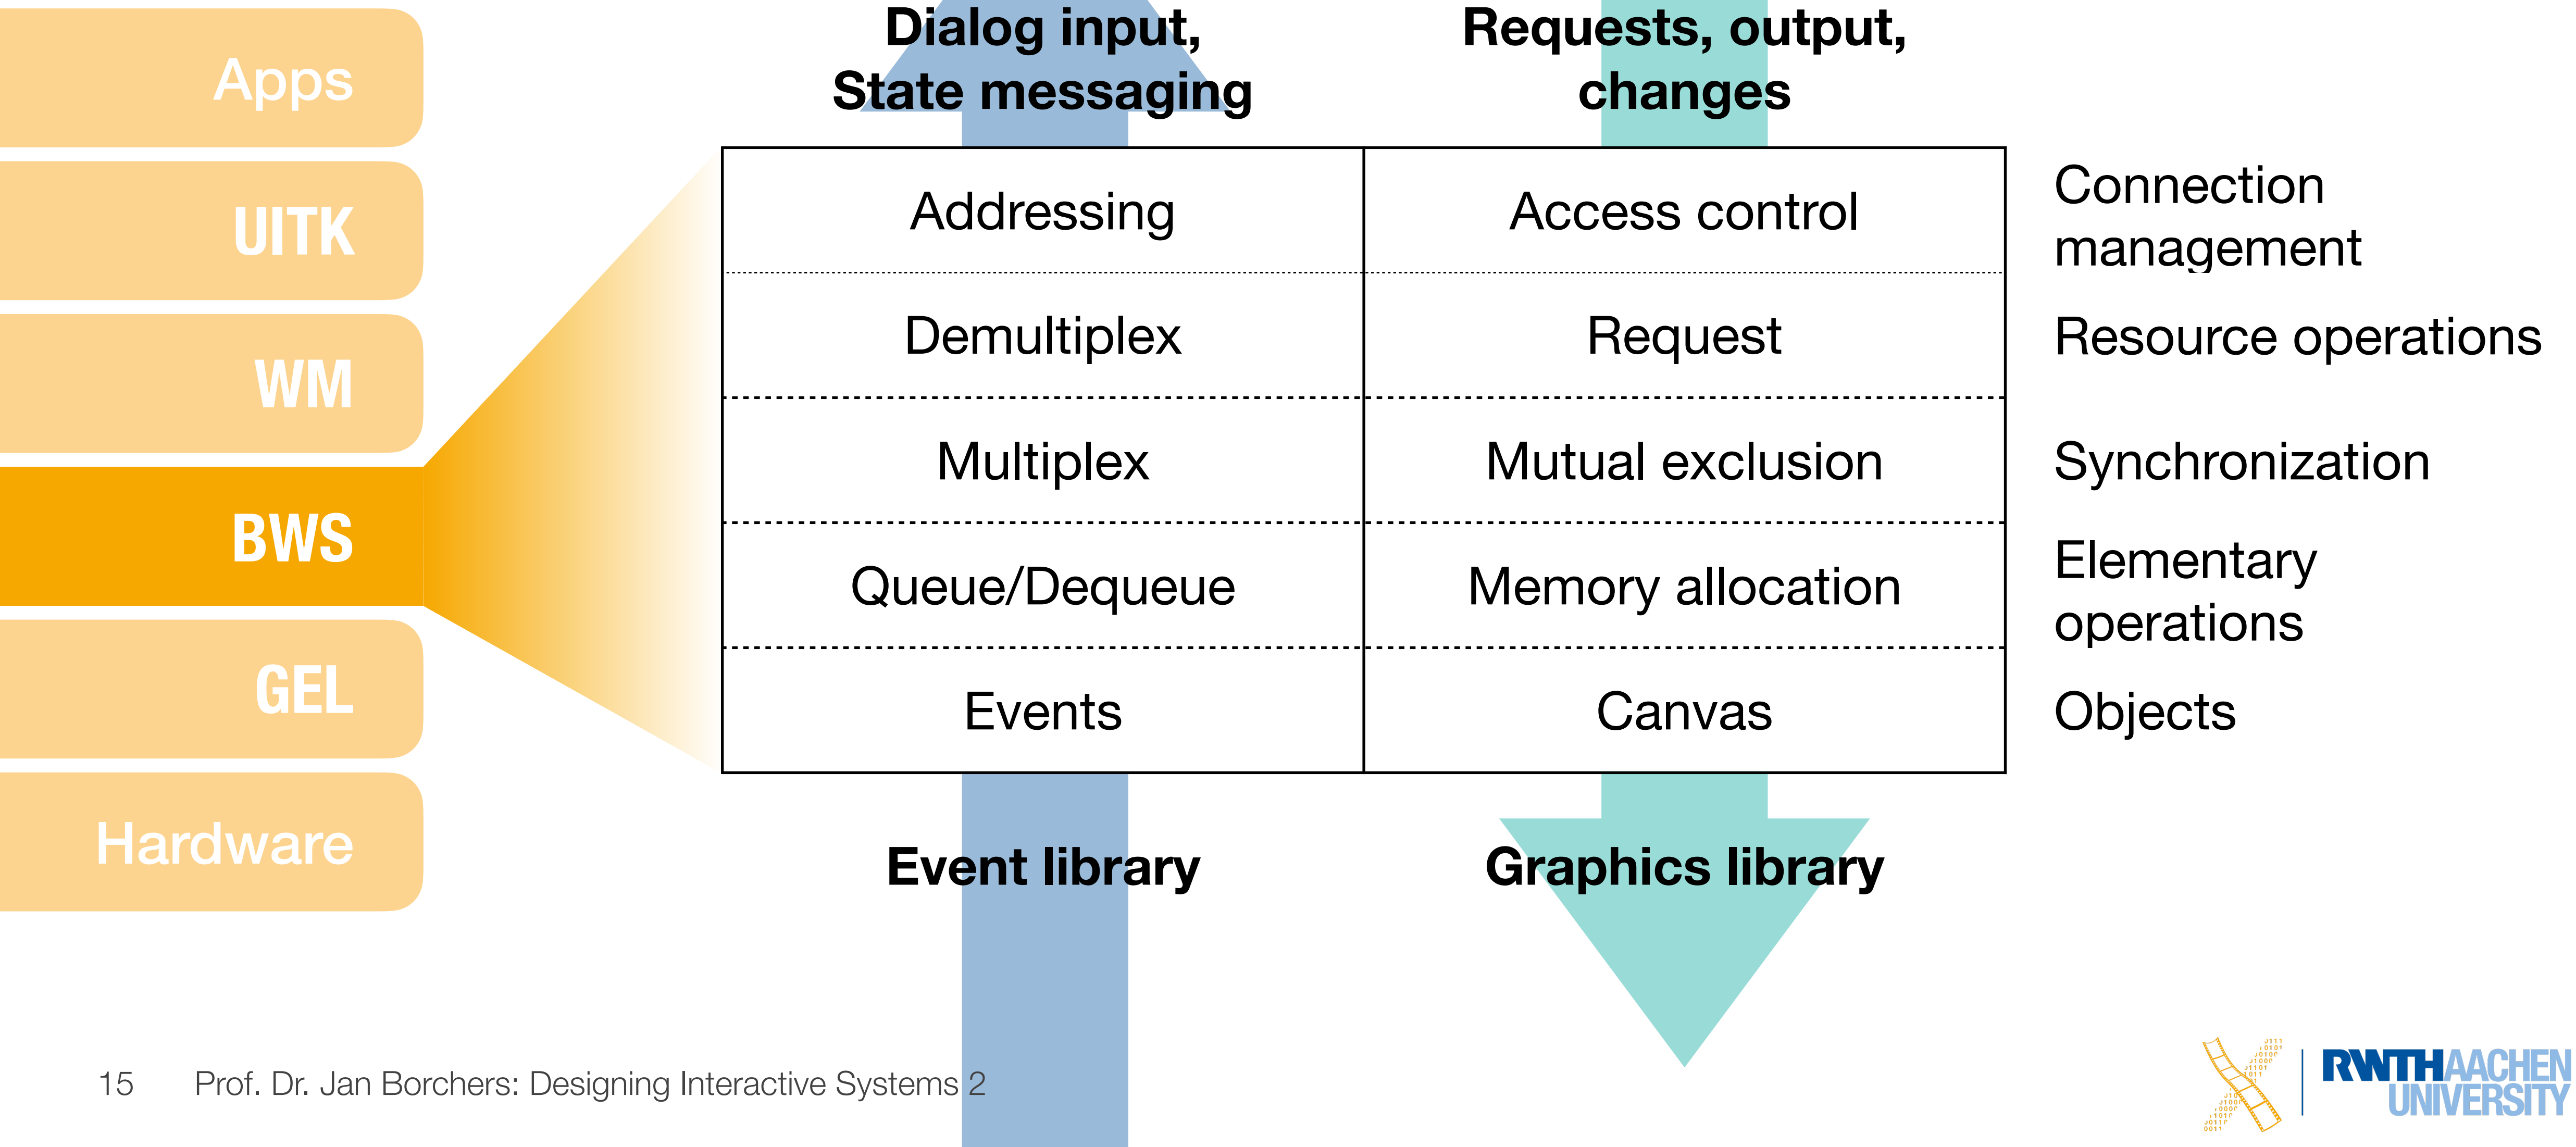 Apps
UITK
WM
BWS
GEL
Hardware
Dialog input,
State messaging
Requests, output,
changes
Addressing
Access control
Connection
management
Demultiplex
Request
Resource operations
Multiplex
Mutual exclusion
Synchronization
Queue/Dequeue
Memory allocation
Elementary
operations
Events
Canvas
Objects
Event library
Graphics library
15 Prof. Dr. Jan Borchers: Designing Interactive Systems 2
RWTHAACHEN
UNIVERSITY